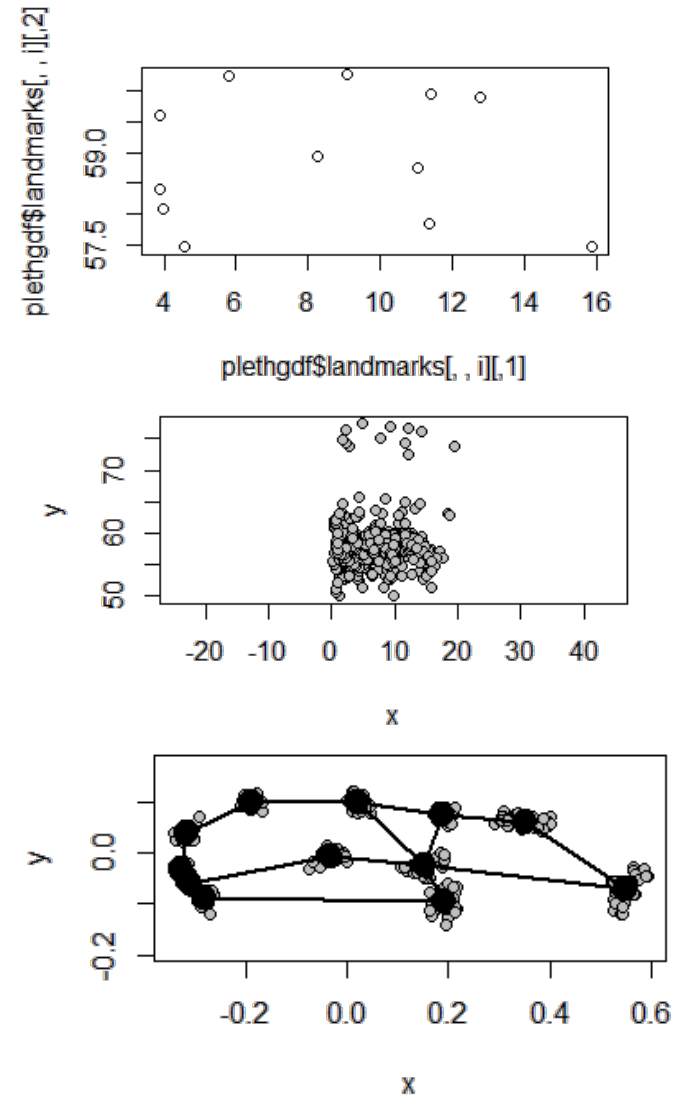 plethgdf$landmarks[, , i][,2]
59.0
57.5
4 6 8 10 12 14 16
plethgdf$landmarks[, , i][,1]
y
70
60
50
-20 -10 0 10 20 30 40
x
y
0.0
-0.2
-0.2 0.0 0.2 0.4 0.6
x